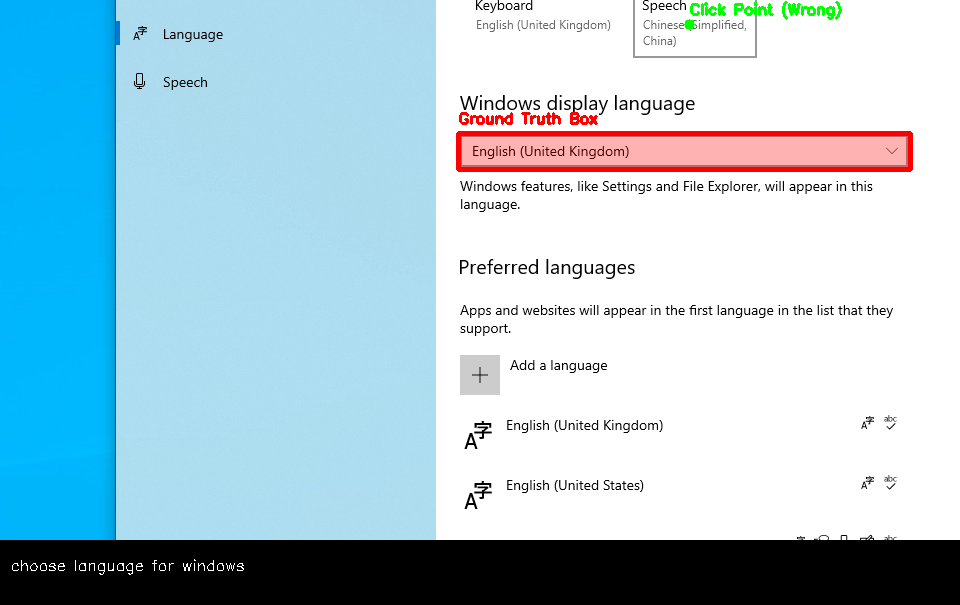 Keyboard
English (United Kingdom)
Speech
Chinese (Simplified,
China)
Click Point (Wrong)
Language
Speech
Windows display language
Ground Truth Box
English (United Kingdom)
Windows features, like Settings and File Explorer, will appear in this
language.
Preferred languages
Apps and websites will appear in the first language in the list that they
support.
Add a language
English (United Kingdom)
abc
English (United States)
abc
choose language for windows